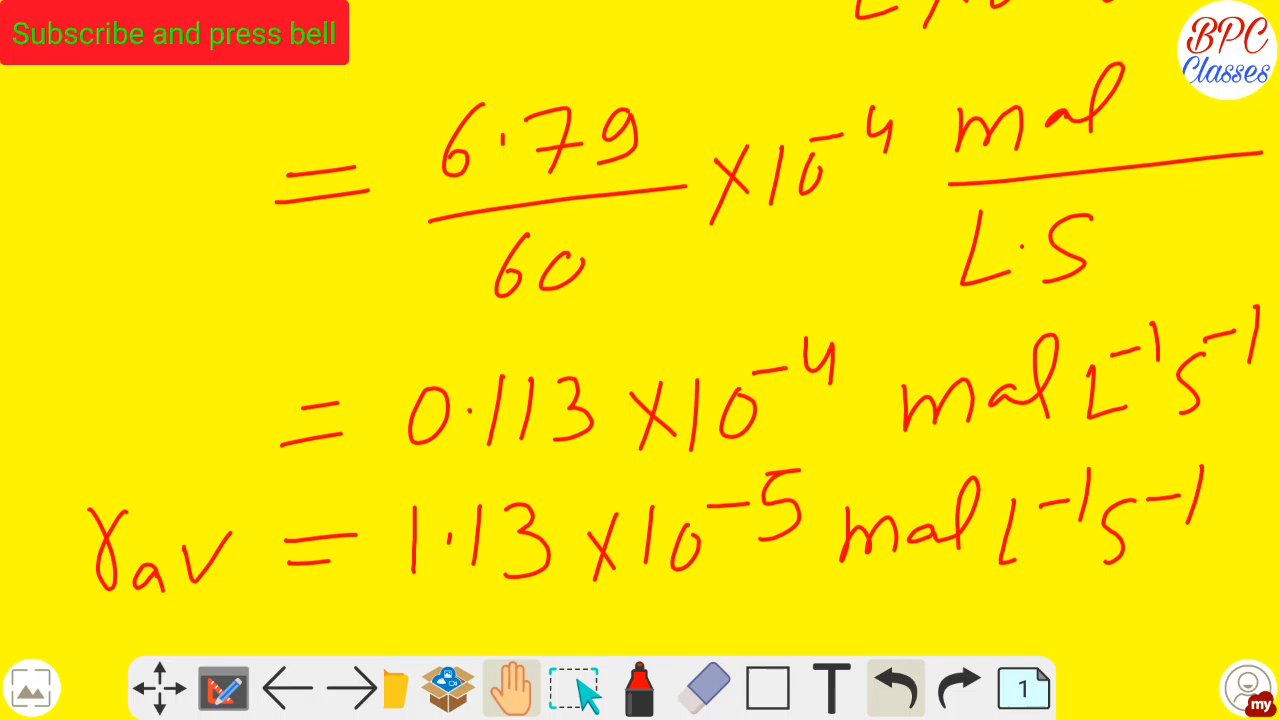 Subscribe and press bell
BPC
Classes
= 6.79/60 × 10⁻⁴ mol/L.S
= 0.113 × 10⁻⁴ mol L⁻¹ S⁻¹
rav = 1.13 × 10⁻⁵ mol L⁻¹ S⁻¹
T
1
my